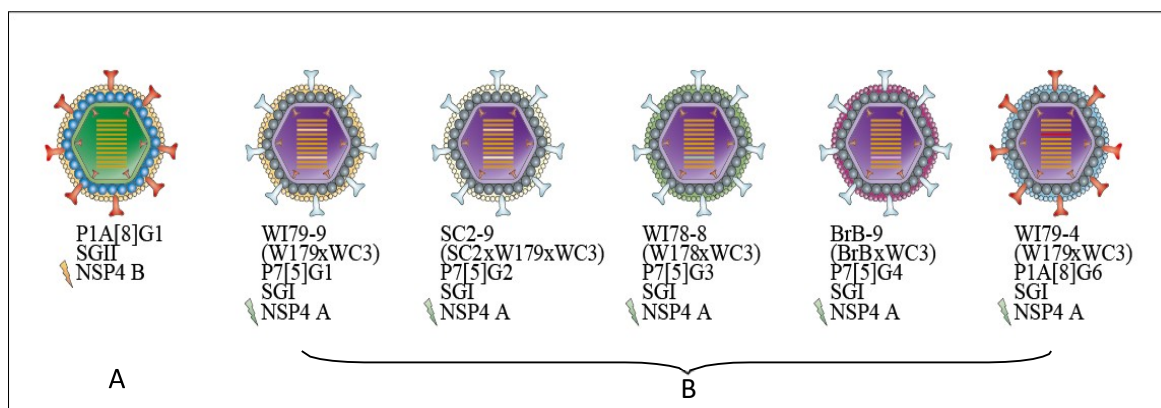 P1A[8]G1
SGII
NSP4 B
WI79-9
(W179xWC3)
P7[5]G1
SGI
NSP4 A
SC2-9
(SC2xW179xWC3)
P7[5]G2
SGI
NSP4 A
WI78-8
(W178xWC3)
P7[5]G3
SGI
NSP4 A
BrB-9
(BrBxWC3)
P7[5]G4
SGI
NSP4 A
WI79-4
(W179xWC3)
P1A[8]G6
SGI
NSP4 A
A
B